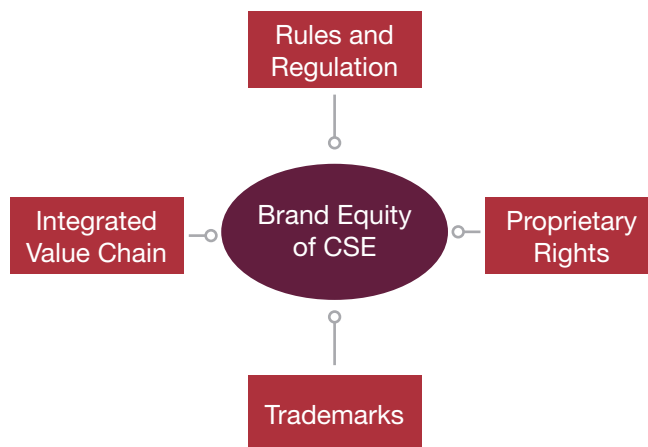 Rules and
Regulation
Integrated
Value Chain
Brand Equity
of CSE
Proprietary
Rights
Trademarks